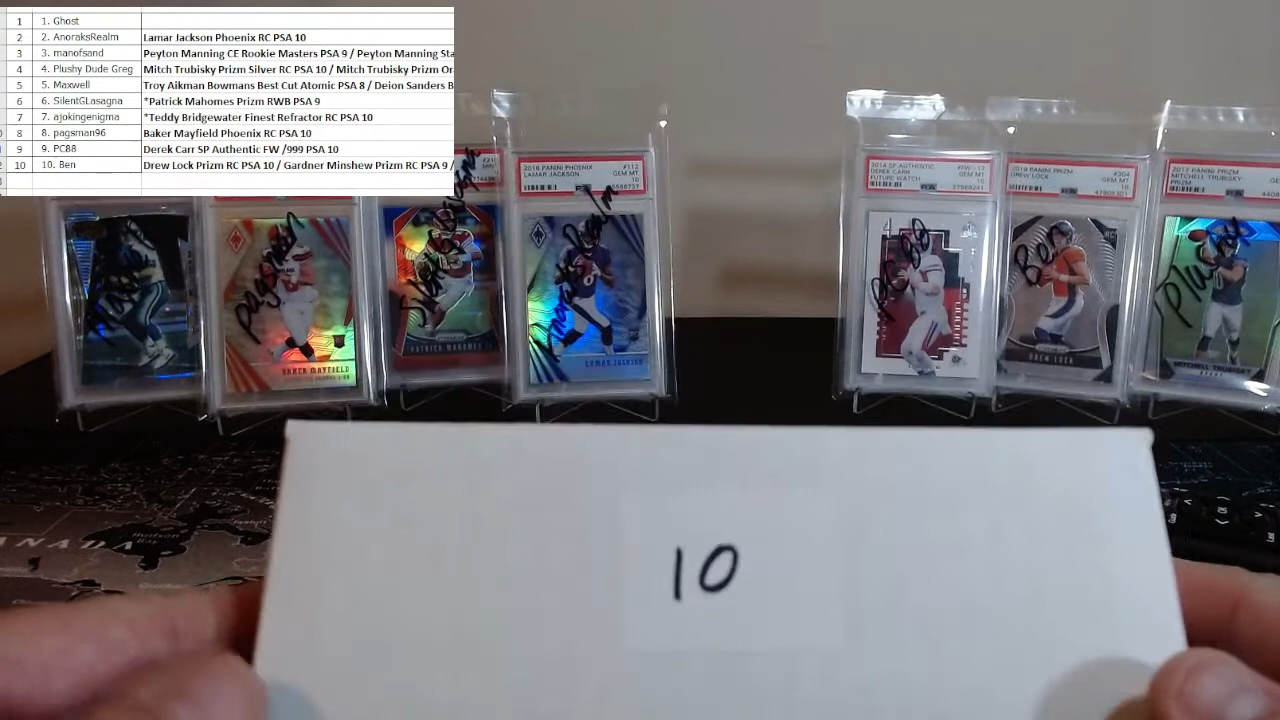 1 1. Ghost
2 2. AnoraksRealm Lamar Jackson Phoenix RC PSA 10
3 3. manofsand Peyton Manning CE Rookie Masters PSA 9 / Peyton Manning Sta
4 4. Plushy Dude Greg Mitch Trubisky Prizm Silver RC PSA 10 / Mitch Trubisky Prizm Or
5 5. Maxwell Troy Aikman Bowmans Best Cut Atomic PSA 8 / Deion Sanders B
6 6. SilentGLasagna *Patrick Mahomes Prizm RWB PSA 9
7 7. ajokingenigma *Teddy Bridgewater Finest Refractor RC PSA 10
8 8. pagsman96 Baker Mayfield Phoenix RC PSA 10
9 9. PC88 Derek Carr SP Authentic FW /999 PSA 10
10 10. Ben Drew Lock Prizm RC PSA 10 / Gardner Minshew Prizm RC PSA 9 /
2018 PANINI PHOENIX #112
LAMAR JACKSON GEM MT
10
2014 SP AUTHENTIC #FW-13
DEREK CARR GEM MT
FUTURE WATCH 10
2019 PANINI PRIZM #304
DREW LOCK GEM MT
10
2017 PANINI PRIZM
MITCHELL TRUBISKY
PRIZM
Ben
BAKER MAYFIELD
PATRICK MAHOMES
LAMAR JACKSON
DREW LOCK
MITCHELL TRUBISKY
CANADA
Hudson
Bay
10